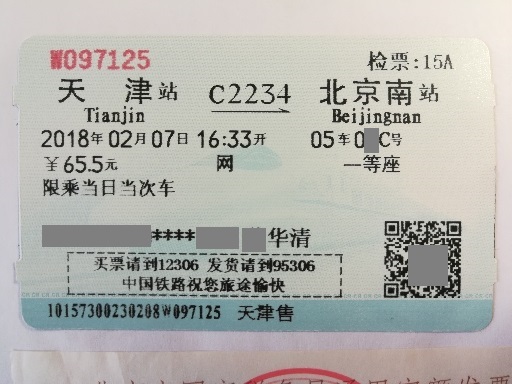 W097125 检票:15A
天津站 C2234 北京南站
Tianjin Beijingnan
2018年02月07日16:33开 05车0 C号
¥65.5元 网 一等座
限乘当日当次车
**** 华清
买票请到12306 发货请到95306
中国铁路祝您旅途愉快
10157300230208W097125 天津售